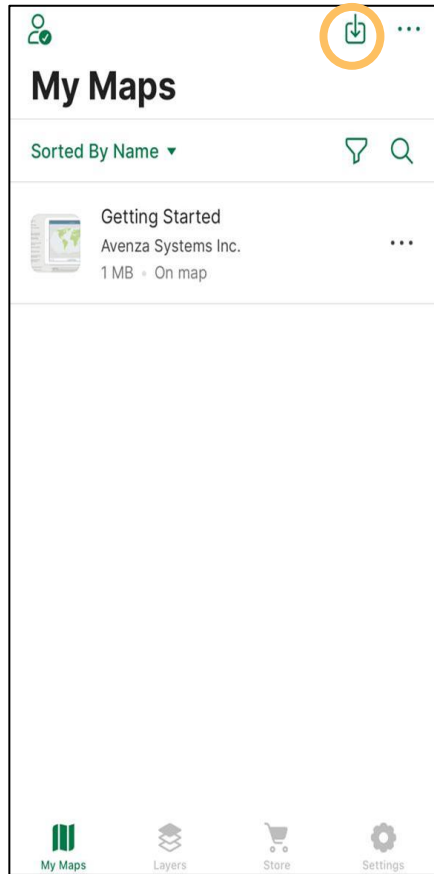 My Maps
Sorted By Name
Getting Started
Avenza Systems Inc.
1 MB • On map
My Maps
Layers
Store
Settings